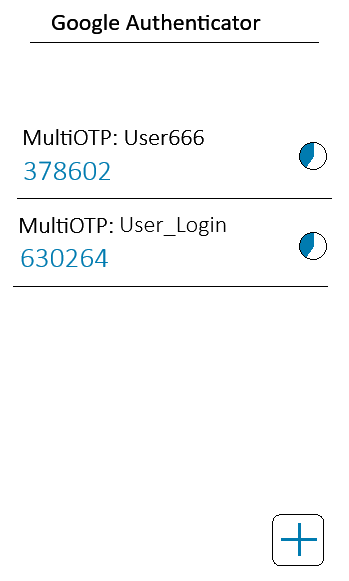 Google Authenticator
MultiOTP: User666
378602
MultiOTP: User_Login
630264